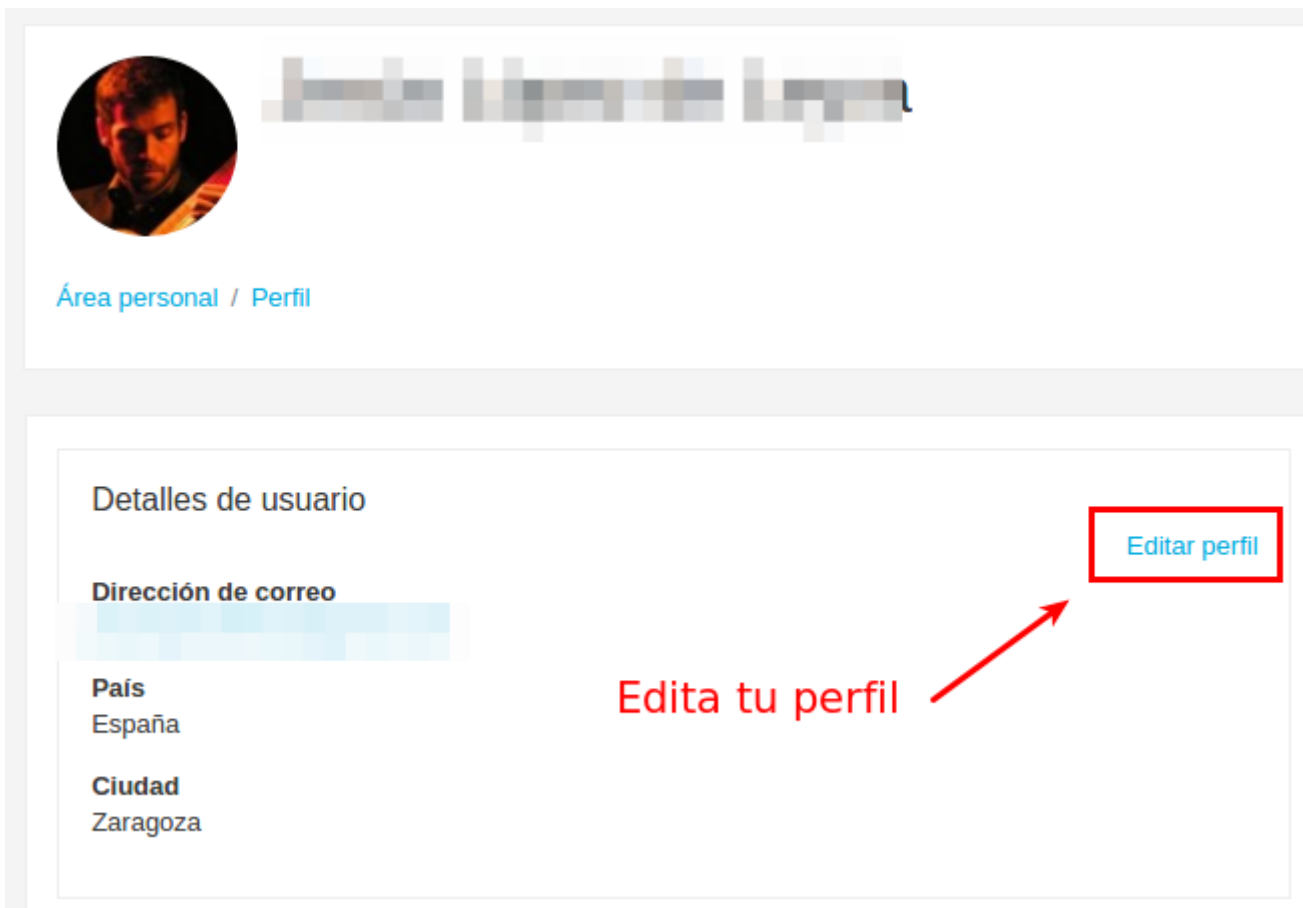 Área personal / Perfil
Detalles de usuario
Editar perfil
Dirección de correo
País
España
Edita tu perfil
Ciudad
Zaragoza